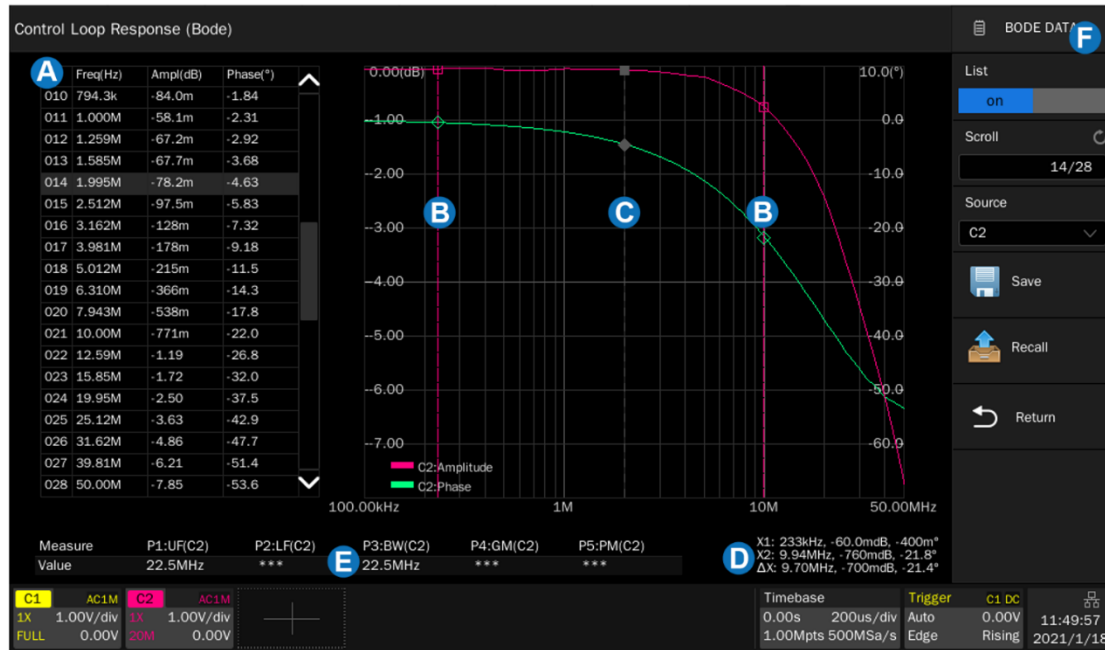 Control Loop Response (Bode)
BODE DATA
F
A
Freq(Hz) Ampl(dB) Phase(°)
010 794.3k -84.0m -1.84
011 1.000M -58.1m -2.31
012 1.259M -67.2m -2.92
013 1.585M -67.7m -3.68
014 1.995M -78.2m -4.63
015 2.512M -97.5m -5.83
016 3.162M -128m -7.32
017 3.981M -178m -9.18
018 5.012M -215m -11.5
019 6.310M -366m -14.3
020 7.943M -538m -17.8
021 10.00M -771m -22.0
022 12.59M -1.19 -26.8
023 15.85M -1.72 -32.0
024 19.95M -2.50 -37.5
025 25.12M -3.63 -42.9
026 31.62M -4.86 -47.7
027 39.81M -6.21 -51.4
028 50.00M -7.85 -53.6
0.00(dB) 10.0(°)
-1.00 0.0
-2.00 -10.0
B C B
-3.00 -20.0
-4.00 -30.0
-5.00 -40.0
-6.00 -50.0
-7.00 -60.0
C2:Amplitude
C2:Phase
100.00kHz 1M 10M 50.00MHz
List
on
Scroll
14/28
Source
C2
Save
Recall
Return
Measure P1:UF(C2) P2:LF(C2) P3:BW(C2) P4:GM(C2) P5:PM(C2)
Value 22.5MHz *** E 22.5MHz *** ***
D
X1: 233kHz, -60.0mdB, -400m°
X2: 9.94MHz, -760mdB, -21.8°
ΔX: 9.70MHz, -700mdB, -21.4°
C1 AC1M
1X 1.00V/div
FULL 0.00V
C2 AC1M
1X 1.00V/div
20M 0.00V
Timebase
0.00s 200us/div
1.00Mpts 500MSa/s
Trigger C1 DC
Auto 0.00V
Edge Rising
11:49:57
2021/1/18